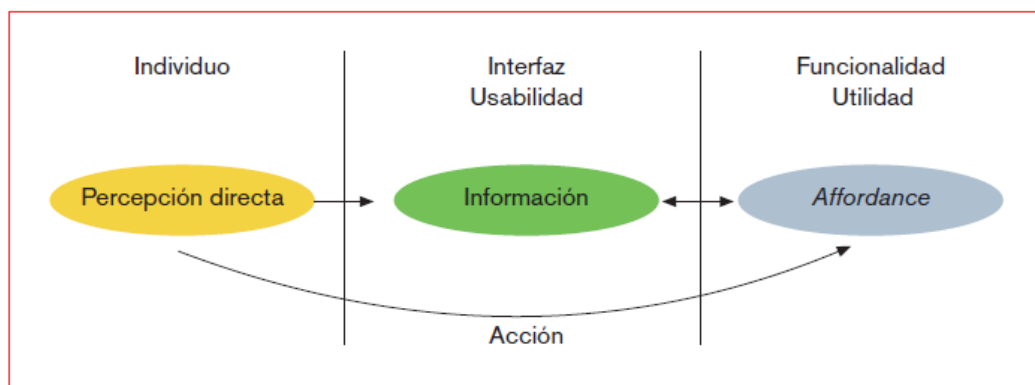 Individuo
Interfaz
Usabilidad
Funcionalidad
Utilidad
Percepción directa
Información
Affordance
Acción